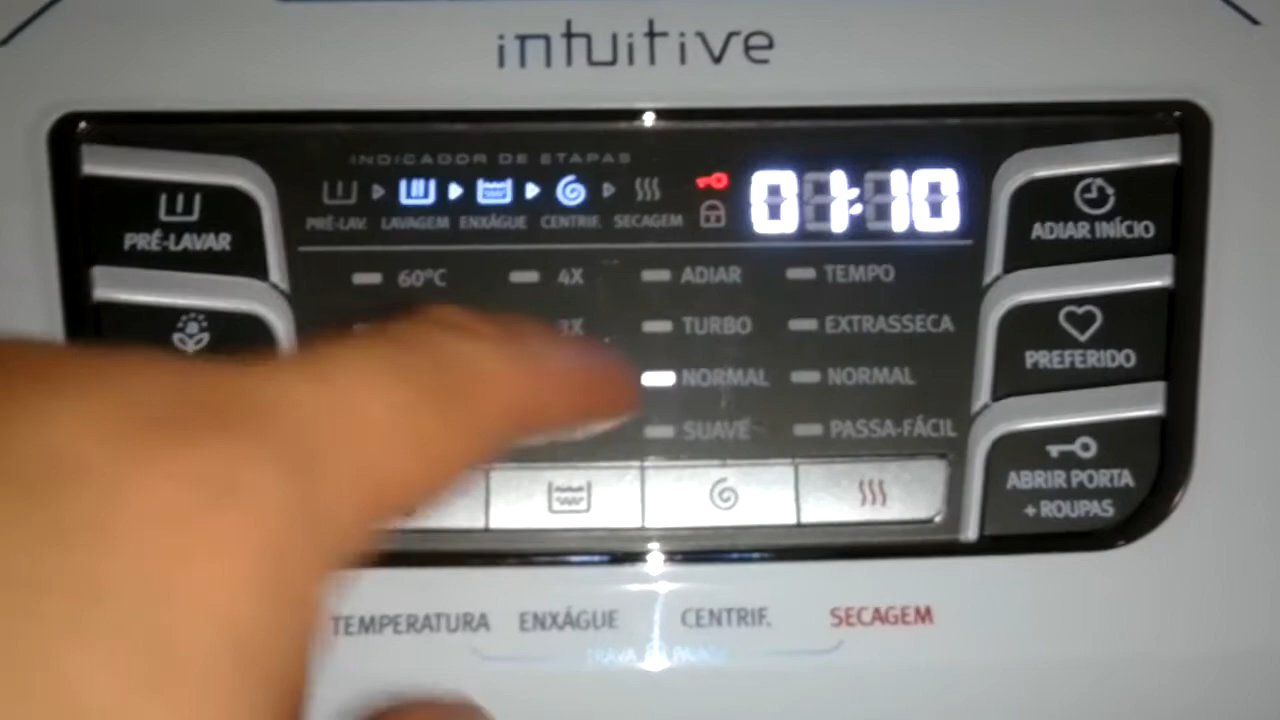 intuitive
INDICADOR DE ETAPAS
PRÉ-LAV. LAVAGEM ENXÁGUE CENTRIF. SECAGEM
01:10
PRÉ-LAVAR
ADIAR INÍCIO
60°C 4X ADIAR TEMPO
3X TURBO EXTRASSECA
NORMAL NORMAL
PREFERIDO
SUAVE PASSA-FÁCIL
ABRIR PORTA
+ ROUPAS
TEMPERATURA ENXÁGUE CENTRIF. SECAGEM
TRAVA PAINEL